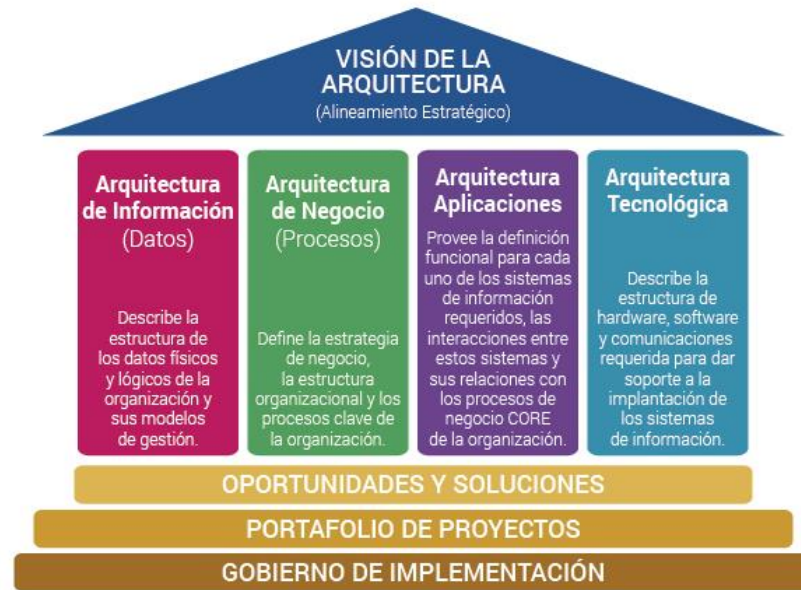 VISIÓN DE LA
ARQUITECTURA
(Alineamiento Estratégico)
Arquitectura
de Información
(Datos)
Describe la
estructura de
los datos físicos
y lógicos de la
organización y
sus modelos
de gestión.
Arquitectura
de Negocio
(Procesos)
Define la estrategia
de negocio,
la estructura
organizacional y los
procesos clave de
la organización.
Arquitectura
Aplicaciones
Provee la definición
funcional para cada
uno de los sistemas
de información
requeridos, las
interacciones entre
estos sistemas y
sus relaciones con
los procesos de
negocio CORE
de la organización.
Arquitectura
Tecnológica
Describe la
estructura de
hardware, software
y comunicaciones
requerida para dar
soporte a la
implantación de
los sistemas
de información.
OPORTUNIDADES Y SOLUCIONES
PORTAFOLIO DE PROYECTOS
GOBIERNO DE IMPLEMENTACIÓN